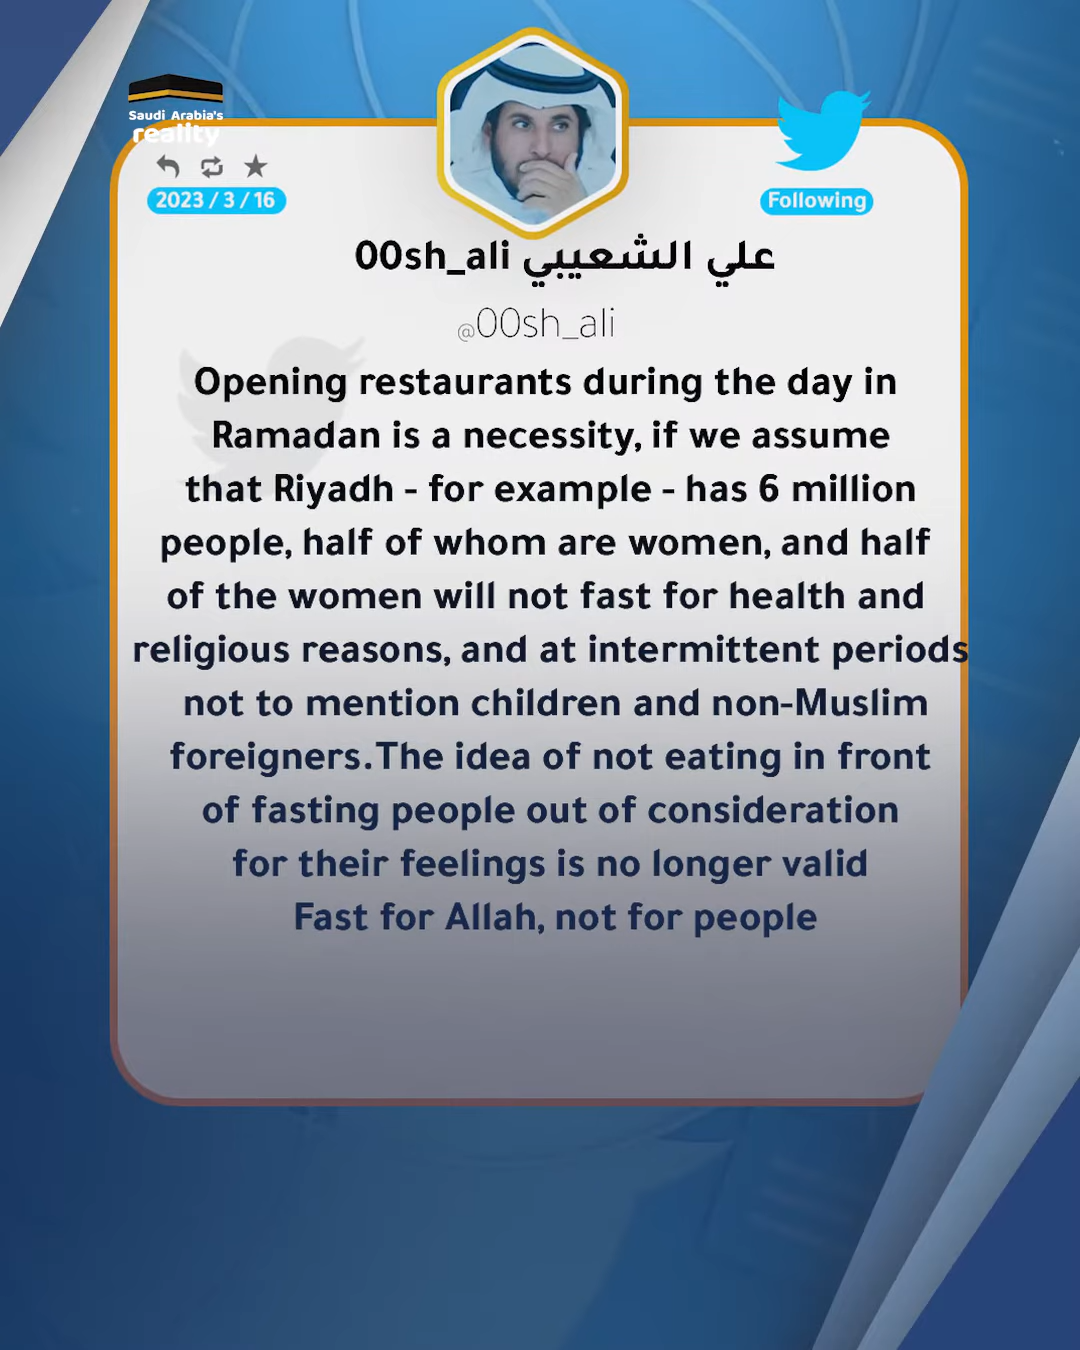 Saudi Arabia's
reality
2023 / 3 / 16
Following
علي الشعيبي 00sh_ali
@00sh_ali
Opening restaurants during the day in
Ramadan is a necessity, if we assume
that Riyadh - for example - has 6 million
people, half of whom are women, and half
of the women will not fast for health and
religious reasons, and at intermittent periods
not to mention children and non-Muslim
foreigners.The idea of not eating in front
of fasting people out of consideration
for their feelings is no longer valid
Fast for Allah, not for people